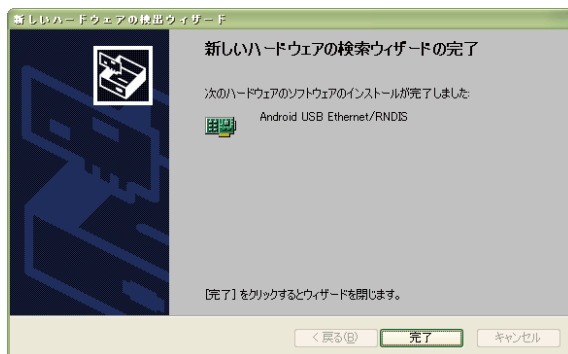 新しいハードウェアの検出ウィザード
新しいハードウェアの検索ウィザードの完了
次のハードウェアのソフトウェアのインストールが完了しました:
Android USB Ethernet/RNDIS
[完了] をクリックするとウィザードを閉じます。
< 戻る(B)
完了
キャンセル